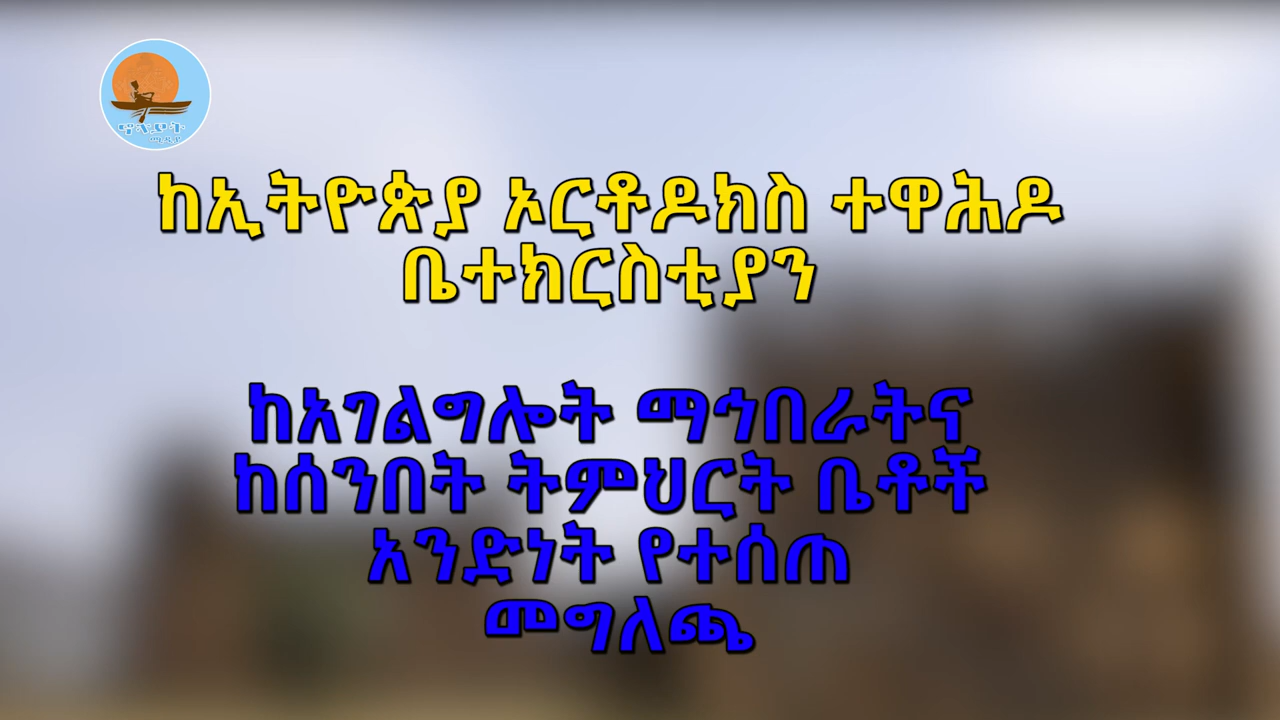 ከኢትዮጵያ ኦርቶዶክስ ተዋሕዶ
ቤተክርስቲያን
ከአገልግሎት ማኅበራትና
ከሰንበት ትምህርት ቤቶች
አንድነት የተሰጠ
መግለጫ